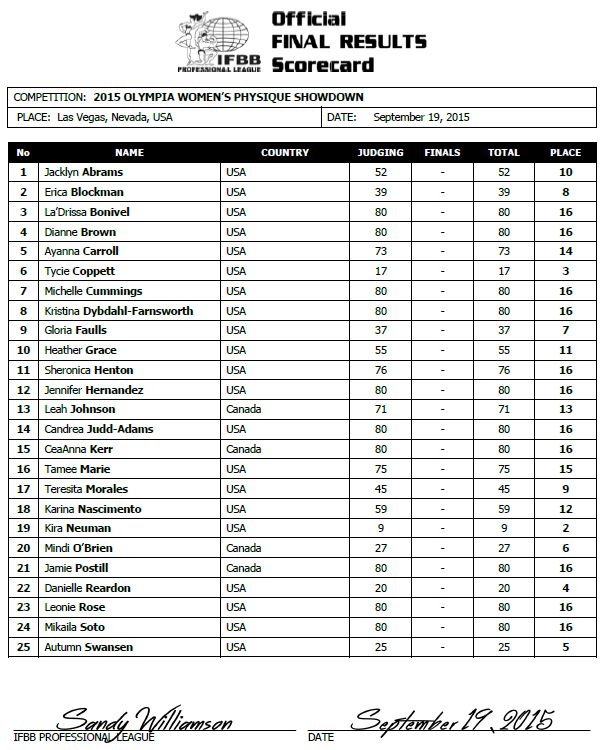 IFBB
PROFESSIONAL LEAGUE
Official
FINAL RESULTS
Scorecard
COMPETITION: 2015 OLYMPIA WOMEN'S PHYSIQUE SHOWDOWN
PLACE: Las Vegas, Nevada, USA DATE: September 19, 2015
No NAME COUNTRY JUDGING FINALS TOTAL PLACE
1 Jacklyn Abrams USA 52 - 52 10
2 Erica Blockman USA 39 - 39 8
3 La'Drissa Bonivel USA 80 - 80 16
4 Dianne Brown USA 80 - 80 16
5 Ayanna Carroll USA 73 - 73 14
6 Tycie Coppett USA 17 - 17 3
7 Michelle Cummings USA 80 - 80 16
8 Kristina Dybdahl-Farnsworth USA 80 - 80 16
9 Gloria Faulls USA 37 - 37 7
10 Heather Grace USA 55 - 55 11
11 Sheronica Henton USA 76 - 76 16
12 Jennifer Hernandez USA 80 - 80 16
13 Leah Johnson Canada 71 - 71 13
14 Candrea Judd-Adams USA 80 - 80 16
15 CeaAnna Kerr Canada 80 - 80 16
16 Tamee Marie USA 75 - 75 15
17 Teresita Morales USA 45 - 45 9
18 Karina Nascimento USA 59 - 59 12
19 Kira Neuman USA 9 - 9 2
20 Mindi O'Brien Canada 27 - 27 6
21 Jamie Postill Canada 80 - 80 16
22 Danielle Reardon USA 20 - 20 4
23 Leonie Rose USA 80 - 80 16
24 Mikaila Soto USA 80 - 80 16
25 Autumn Swansen USA 25 - 25 5
Sandy Williamson September 19, 2015
IFBB PROFESSIONAL LEAGUE DATE